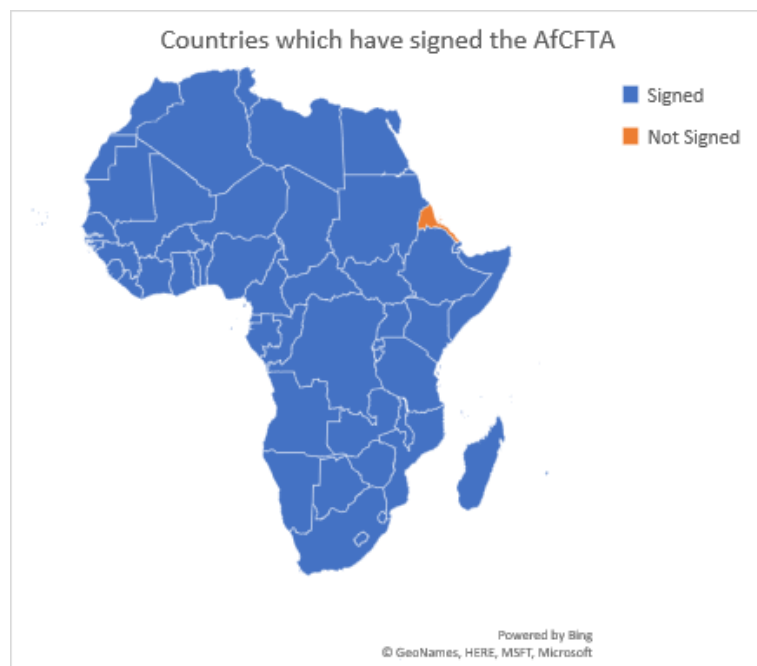 Countries which have signed the AfCFTA
Signed
Not Signed
Powered by Bing
© GeoNames, HERE, MSFT, Microsoft